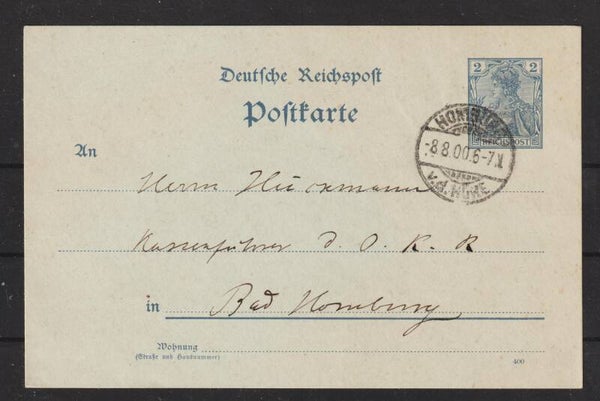 Deutsche Reichspost
Postkarte
2 2
REICHSPOST
HOMBURG
-8.8.00.6-7
v.d. HÖHE
An
Herrn
Kassenführer d. O. K. K
in Bad Homburg
Wohnung
(Straße und Hausnummer)
400